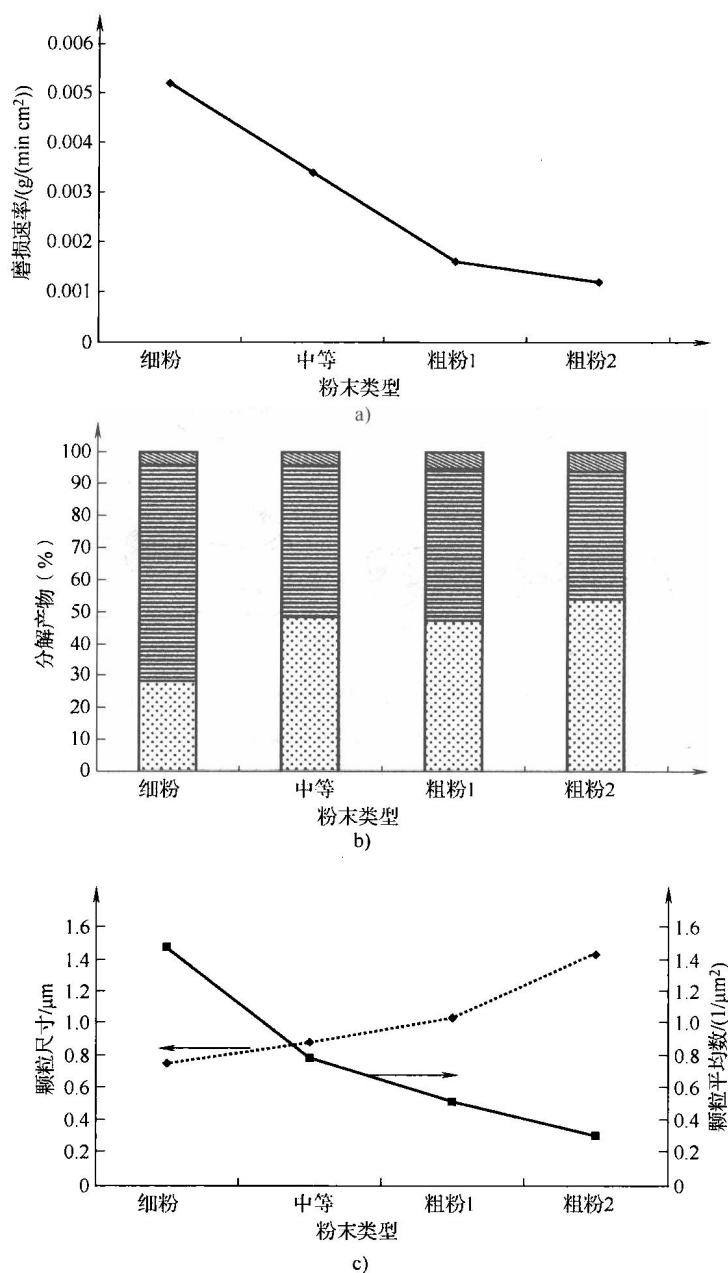 磨损速率/(g/(min cm²))
0.006
0.005
0.004
0.003
0.002
0.001
0
细粉 中等 粗粉1 粗粉2
粉末类型
a)
分解产物（%）
100
90
80
70
60
50
40
30
20
10
0
细粉 中等 粗粉1 粗粉2
粉末类型
b)
颗粒尺寸/μm
颗粒平均数/(1/μm²)
1.6 1.6
1.4 1.4
1.2 1.2
1.0 1.0
0.8 0.8
0.6 0.6
0.4 0.4
0.2 0.2
0 0
细粉 中等 粗粉1 粗粉2
粉末类型
c)